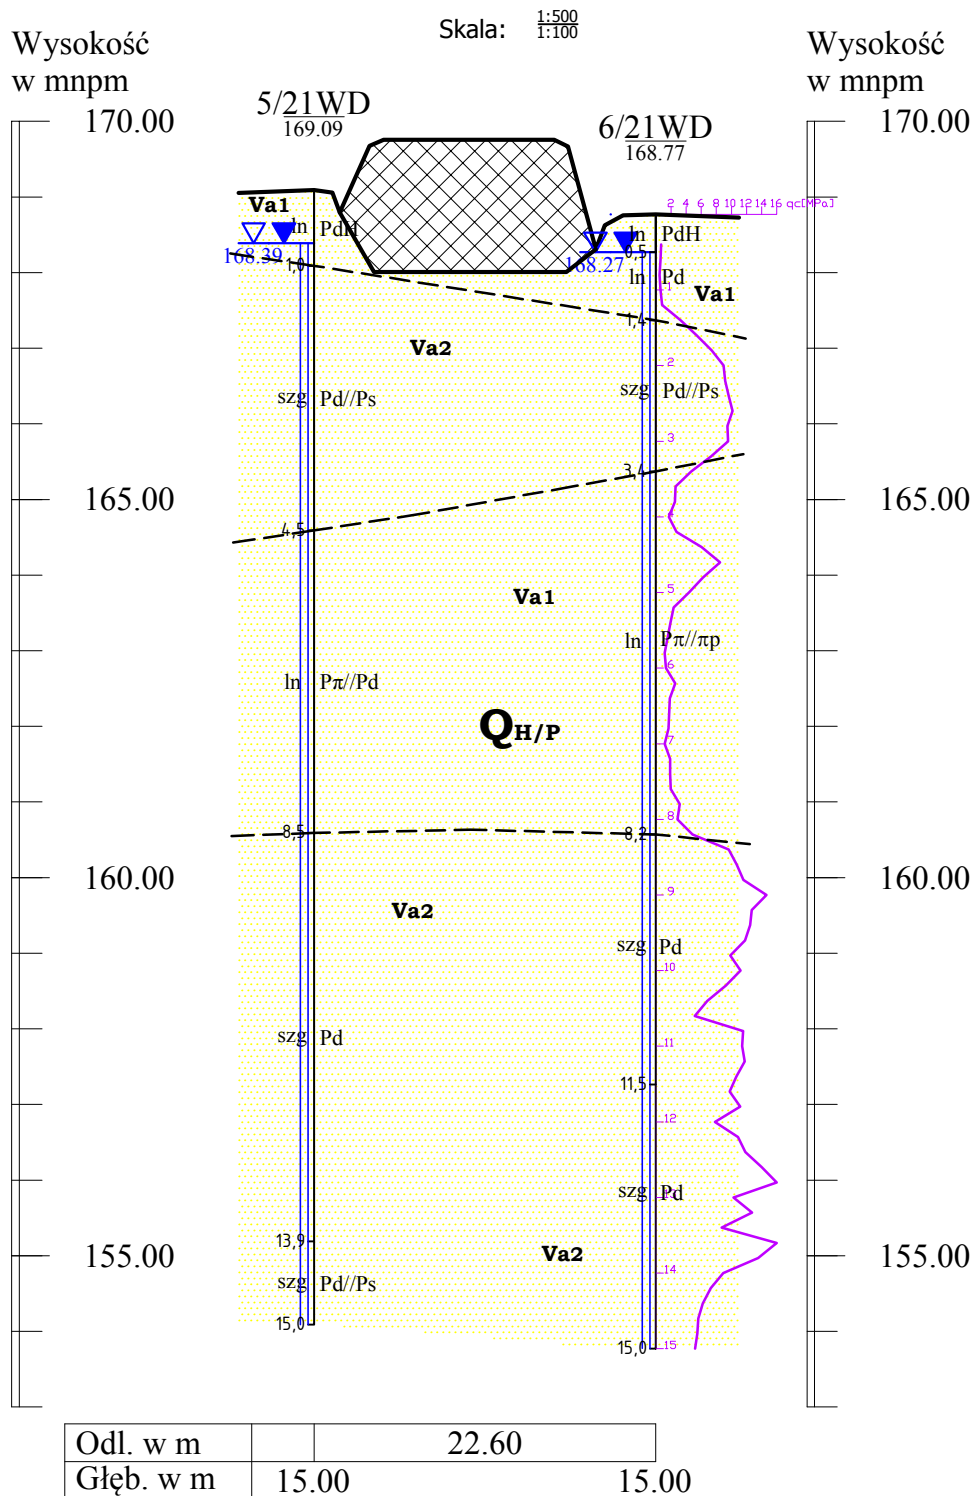 Skala: 1:500
1:100
Wysokość
w mnpm
Wysokość
w mnpm
170.00
170.00
5/21WD
169.09
6/21WD
168.77
2 4 6 8 10 12 14 16 qc[MPa]
Va1
ln PdH
ln PdH
168.39
1,0
0,5
168.27
ln Pd
Va1
1
1,4
Va2
2
szg Pd//Ps
szg Pd//Ps
3
3,4
165.00
165.00
4
4,5
5
Va1
ln Pπ//πp
6
ln Pπ//Pd
QH/P
7
8
8,5
8,2
160.00
160.00
9
Va2
szg Pd
10
szg Pd
11
11,5
12
szg Pd
13
13,9
155.00
155.00
Va2
14
szg Pd//Ps
15,0
15,0
15
Odl. w m 22.60
Głęb. w m 15.00 15.00